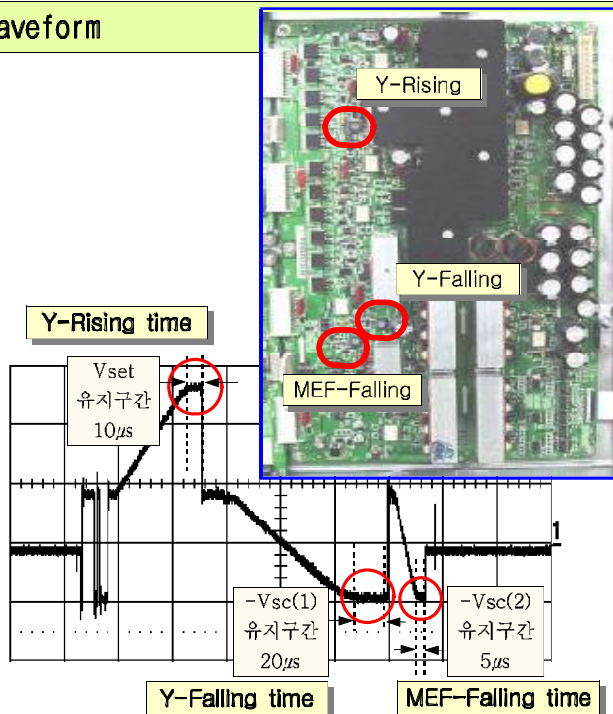 aveform
Y-Rising
Y-Falling
MEF-Falling
Y-Rising time
Vset
유지구간
10μs
1
-Vsc(1)
유지구간
20μs
-Vsc(2)
유지구간
5μs
Y-Falling time
MEF-Falling time